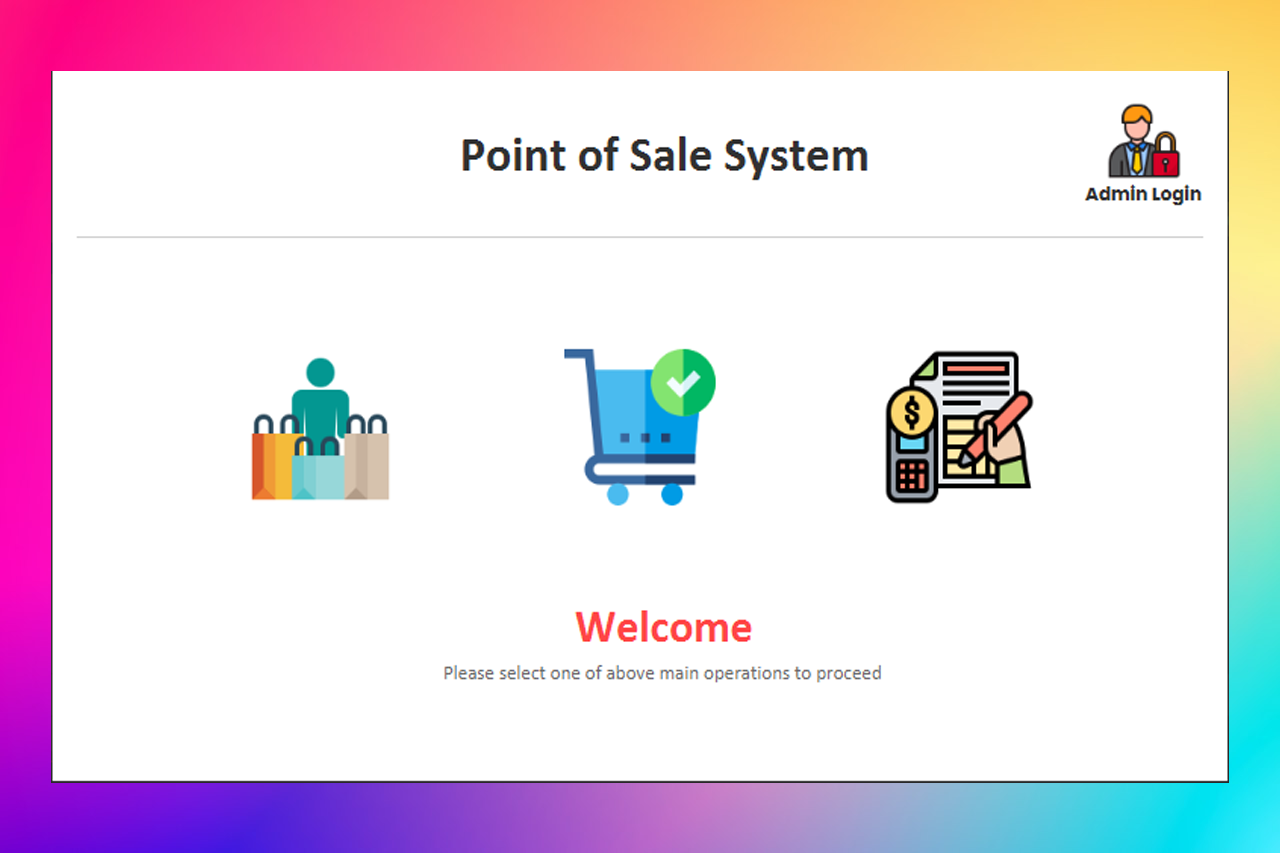 Point of Sale System
Admin Login
Welcome
Please select one of above main operations to proceed